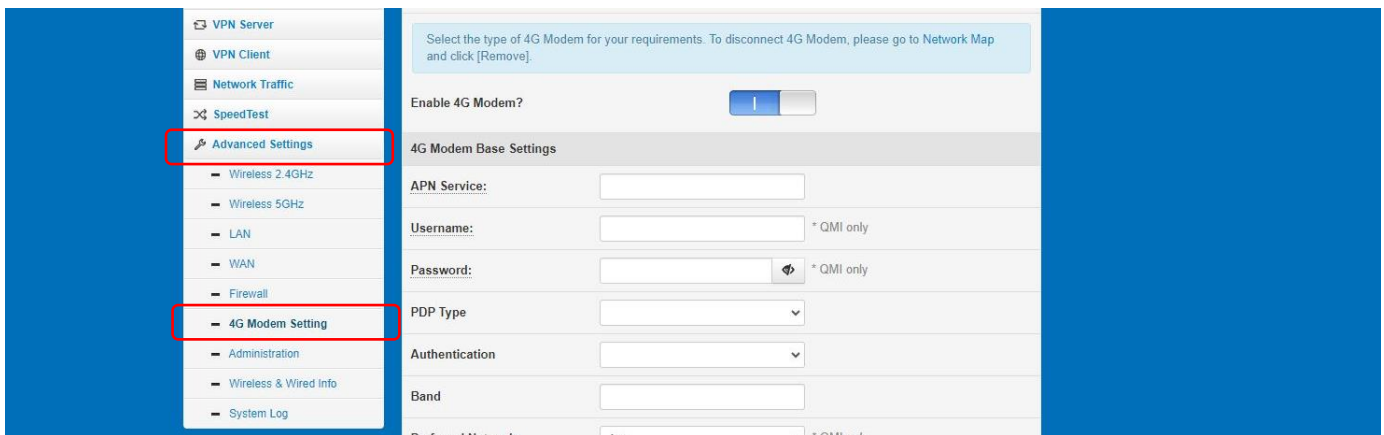 VPN Server
VPN Client
Network Traffic
SpeedTest
Advanced Settings
Wireless 2.4GHz
Wireless 5GHz
LAN
WAN
Firewall
4G Modem Setting
Administration
Wireless & Wired Info
System Log
Select the type of 4G Modem for your requirements. To disconnect 4G Modem, please go to Network Map
and click [Remove].
Enable 4G Modem?
4G Modem Base Settings
APN Service:
Username:
* QMI only
Password:
* QMI only
PDP Type
Authentication
Band